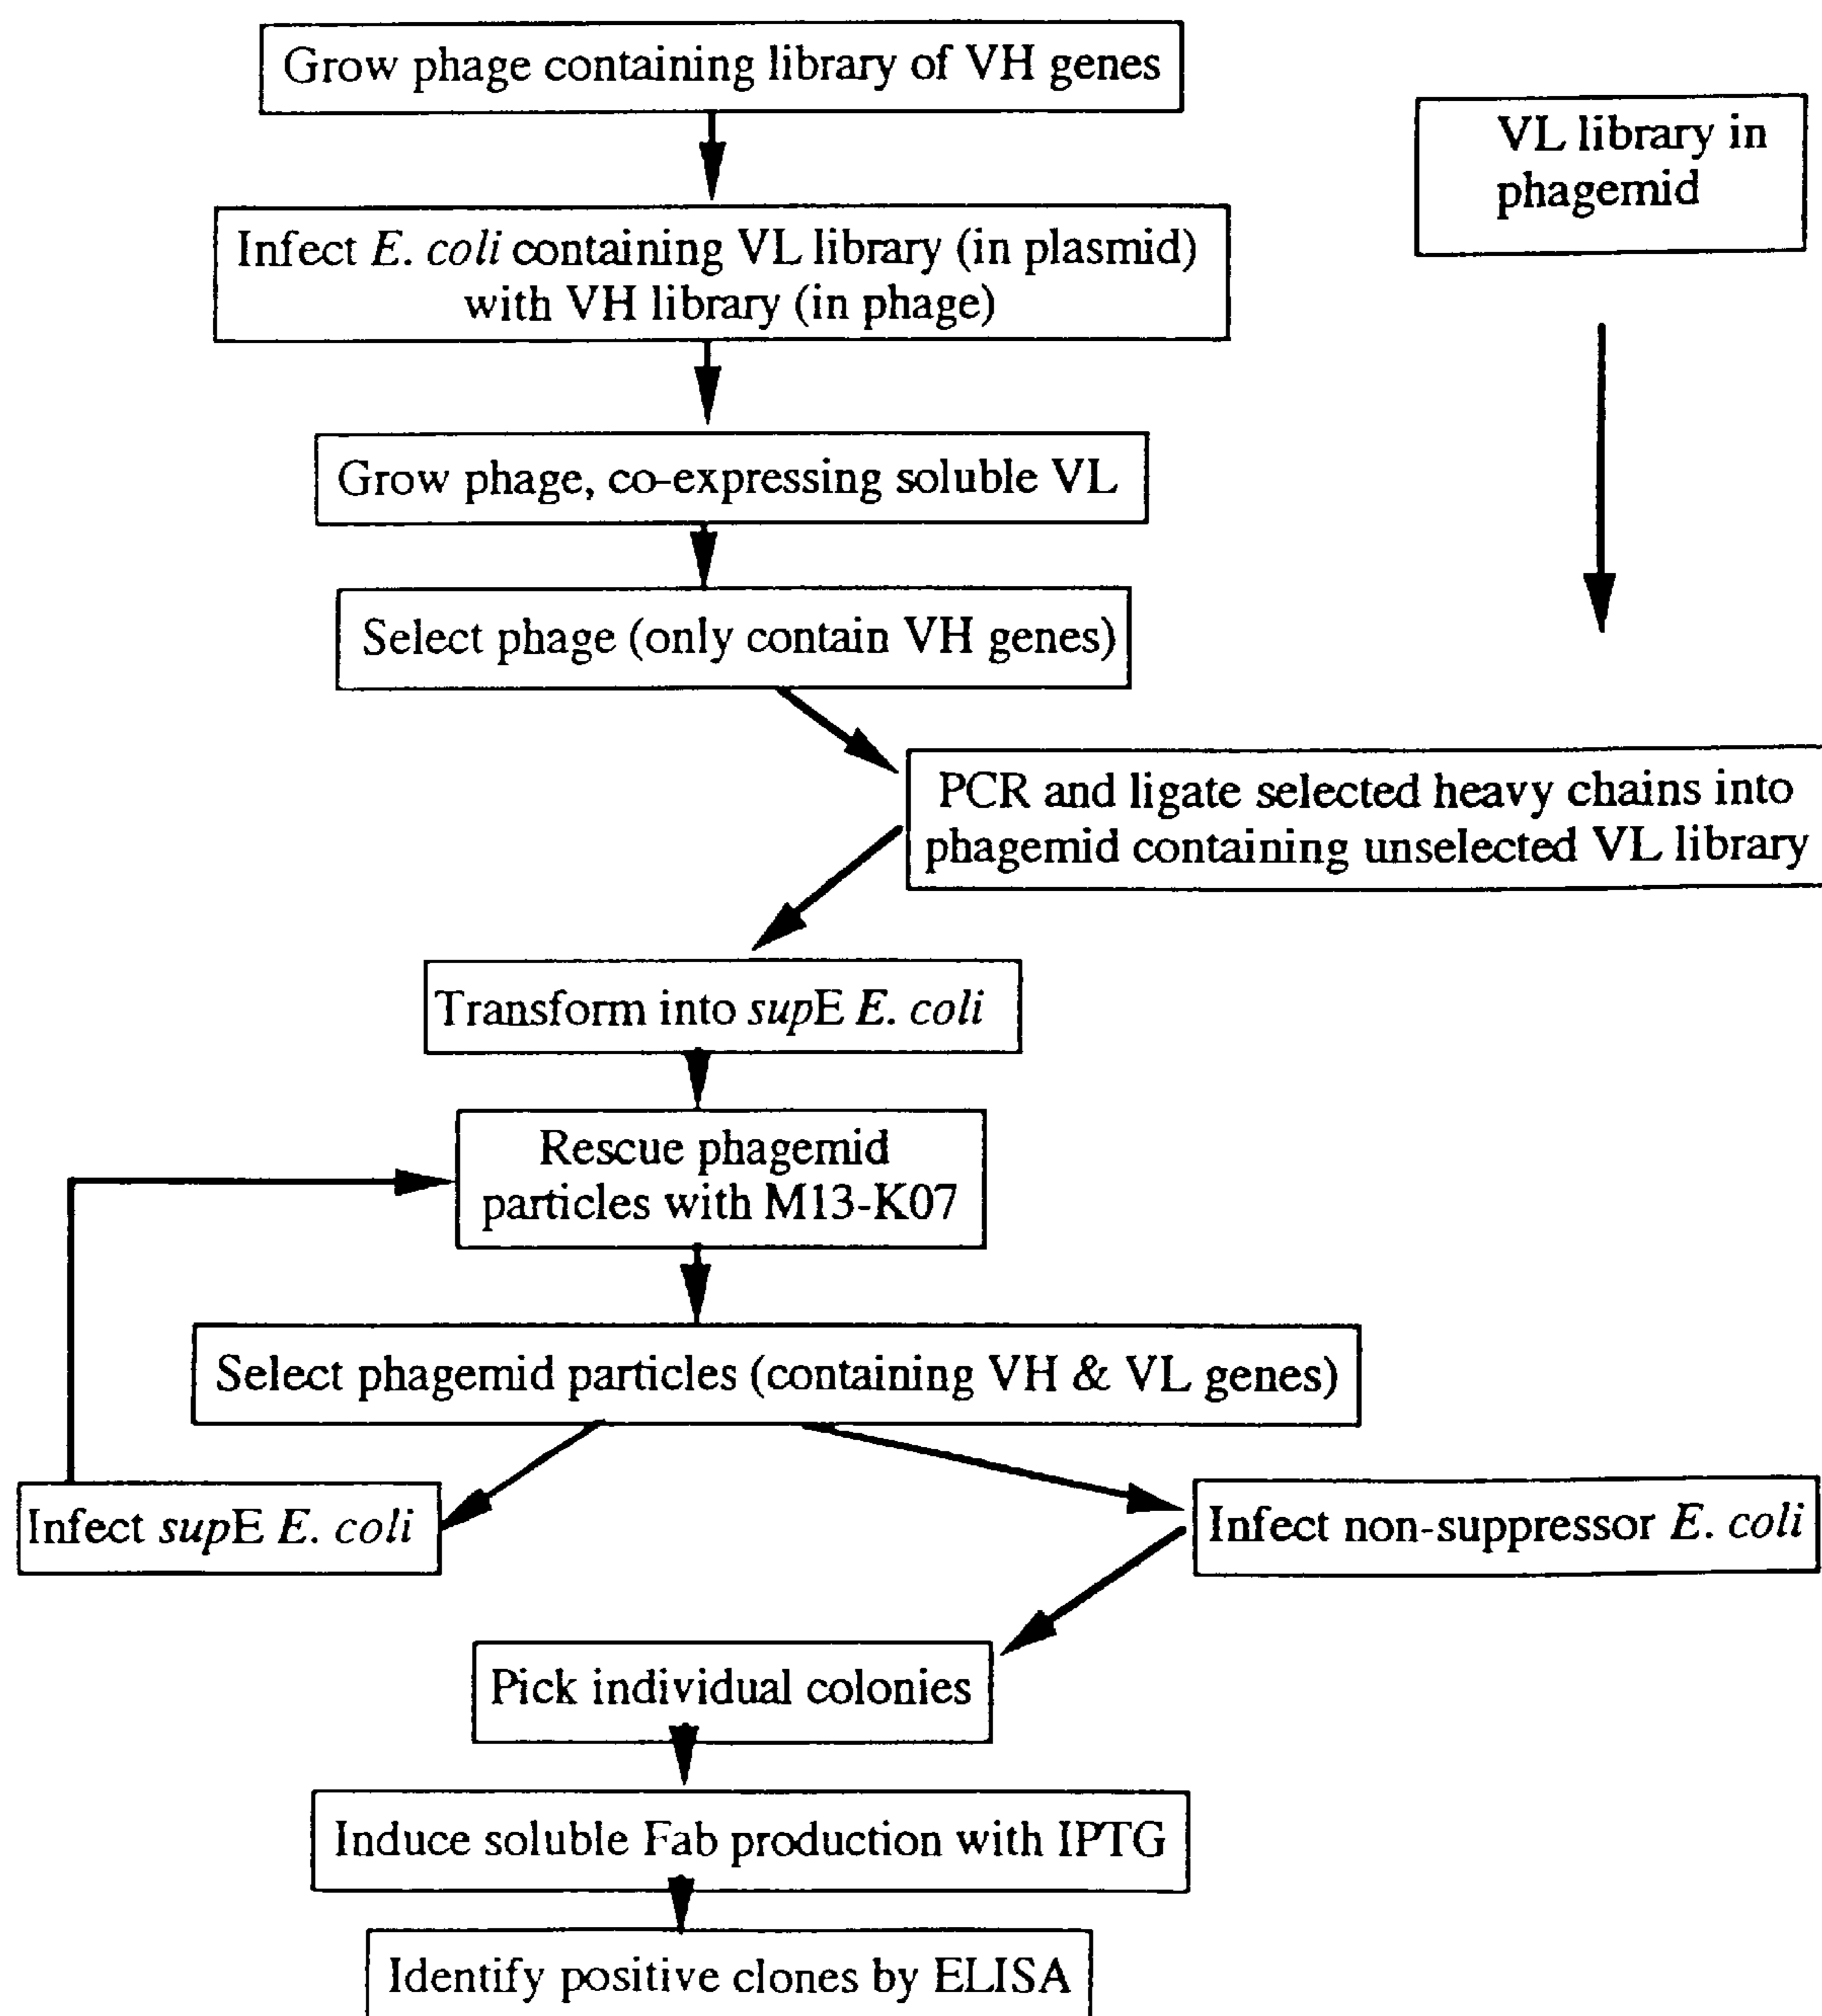 Grow phage containing library of VH genes
VL library in
phagemid
Infect E. coli containing VL library (in plasmid)
with VH library (in phage)
Grow phage, co-expressing soluble VL
Select phage (only contain VH genes)
PCR and ligate selected heavy chains into
phagemid containing unselected VL library
Transform into supE E. coli
Rescue phagemid
particles with M13-K07
Select phagemid particles (containing VH & VL genes)
Infect supE E. coli
Infect non-suppressor E. coli
Pick individual colonies
Induce soluble Fab production with IPTG
Identify positive clones by ELISA